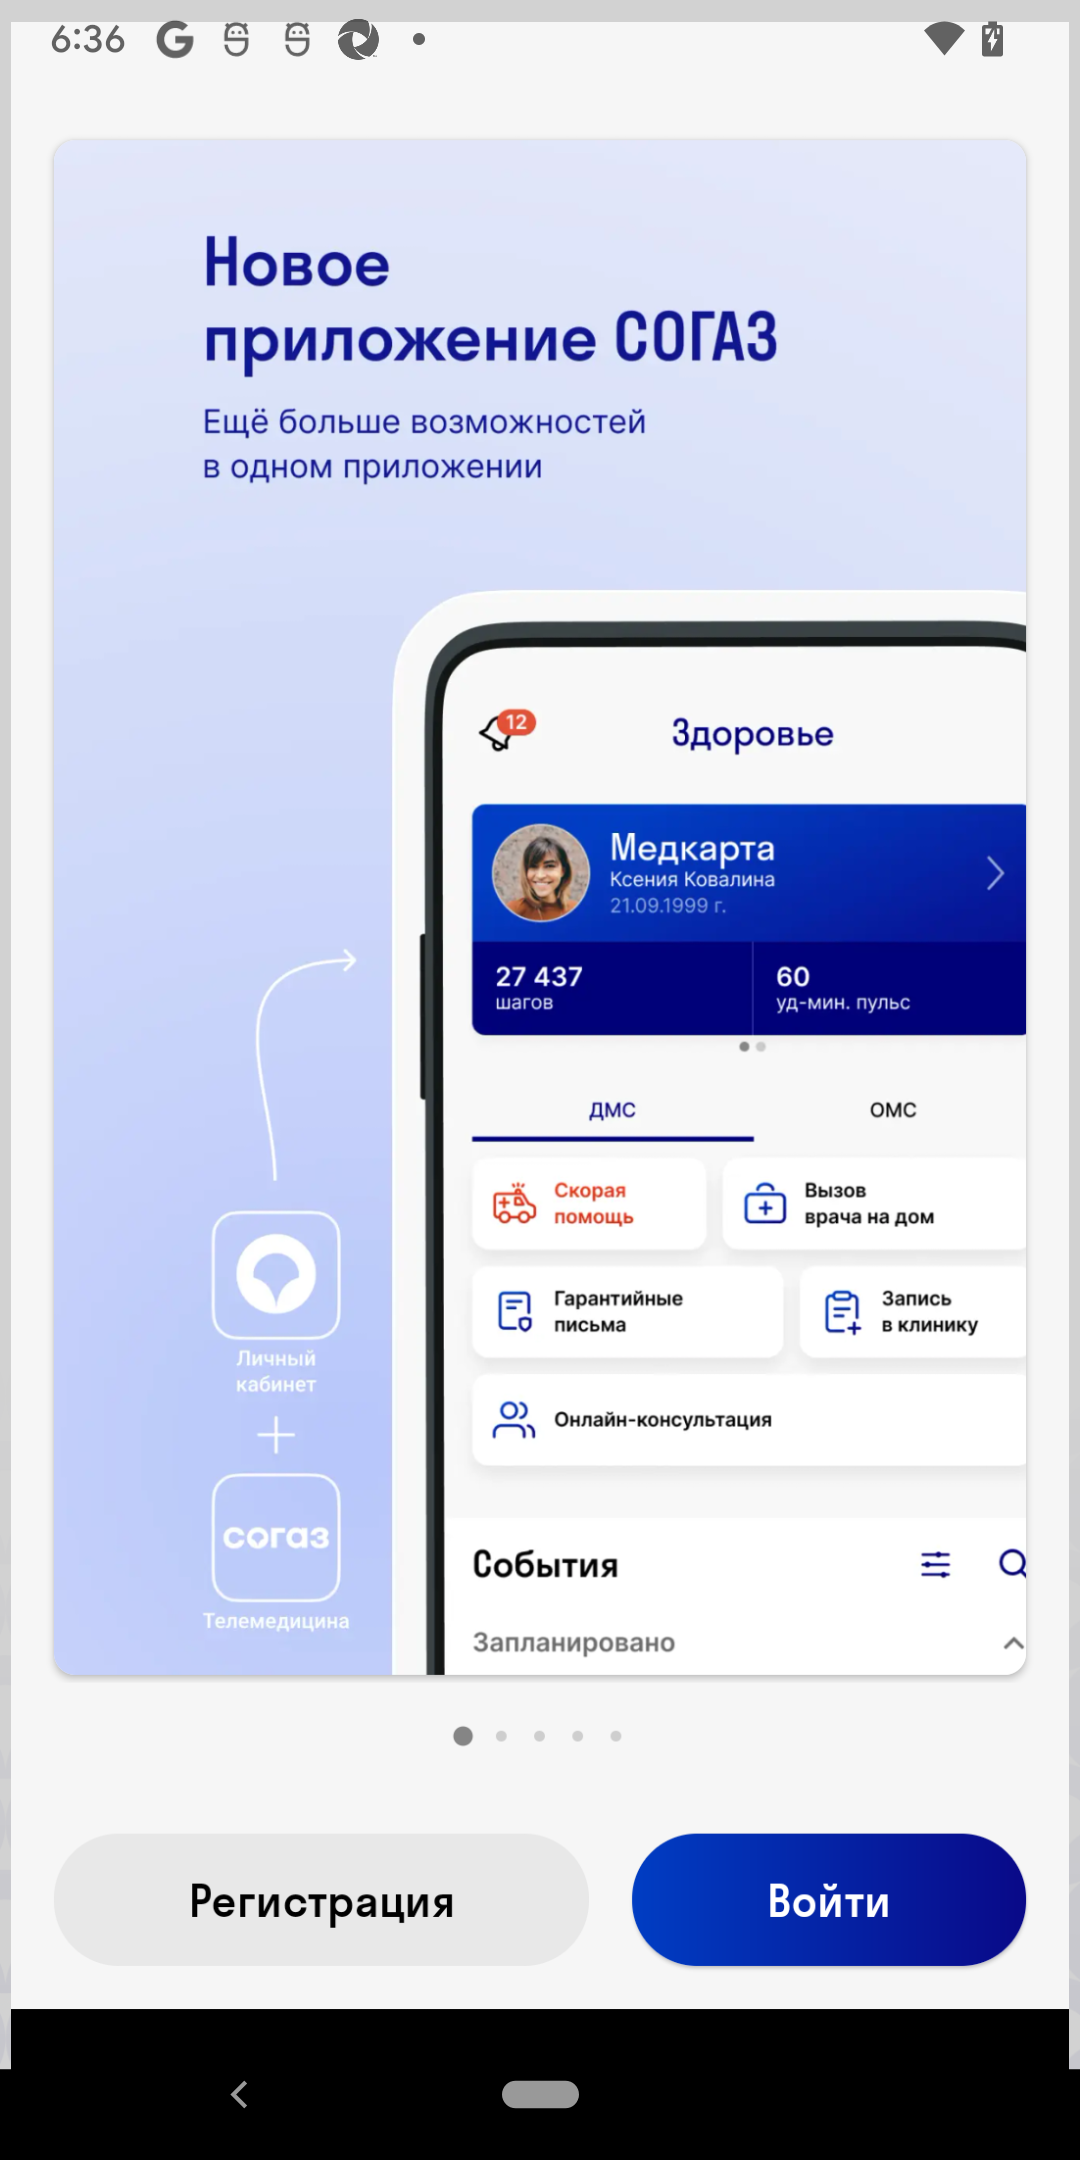 6:36
Новое
приложение СОГАЗ
Ещё больше возможностей
в одном приложении
12
Здоровье
Медкарта
Ксения Ковалина
21.09.1999 г.
27 437
шагов
60
уд-мин. пульс
ДМС
ОМС
Скорая
помощь
Вызов
врача на дом
Гарантийные
письма
Запись
в клинику
Онлайн-консультация
Личный
кабинет
согаз
Телемедицина
События
Запланировано
Регистрация
Войти